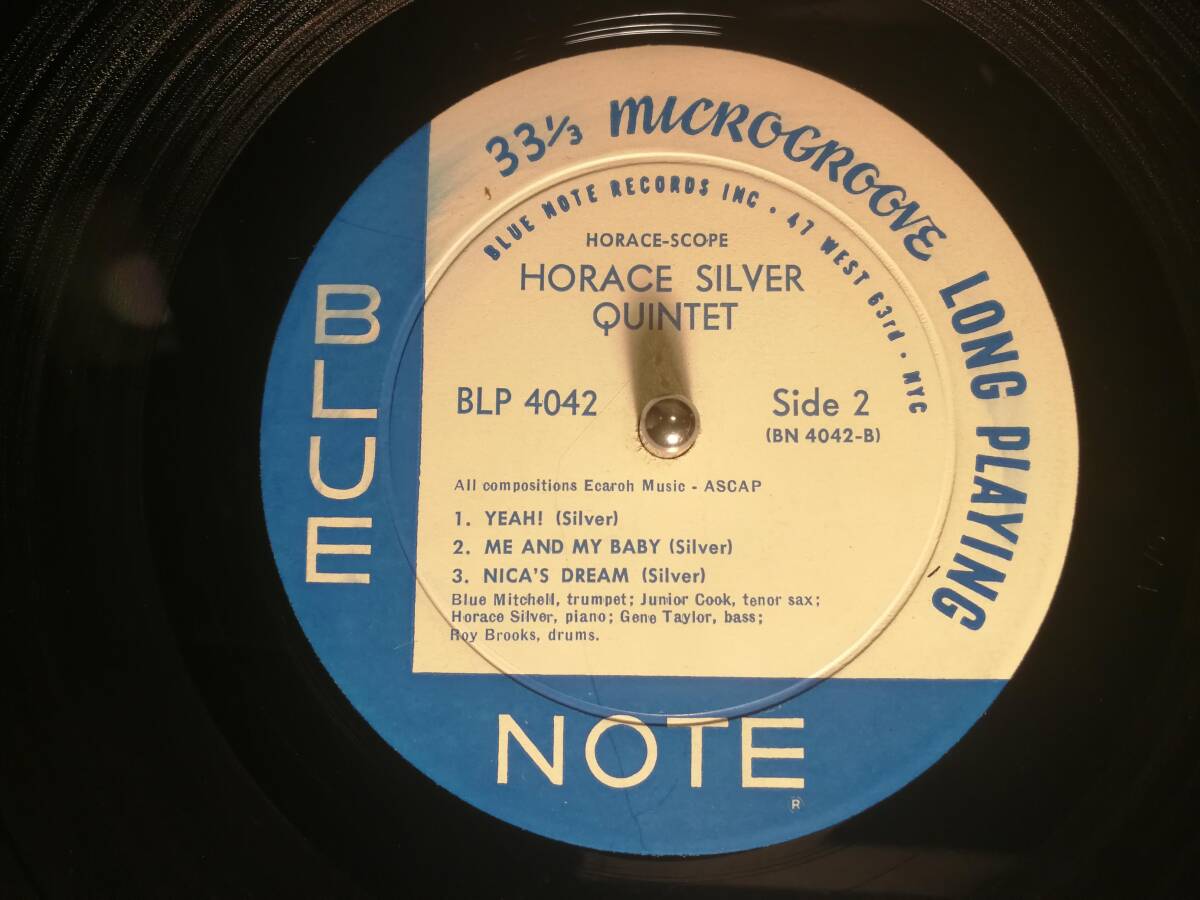 33⅓ MICROGROOVE LONG PLAYING
BLUE NOTE RECORDS INC • 47 WEST 63rd • NYC
HORACE-SCOPE
HORACE SILVER
QUINTET
BLP 4042
Side 2
(BN 4042-B)
All compositions Ecaroh Music - ASCAP
1. YEAH! (Silver)
2. ME AND MY BABY (Silver)
3. NICA'S DREAM (Silver)
Blue Mitchell, trumpet; Junior Cook, tenor sax;
Horace Silver, piano; Gene Taylor, bass;
Roy Brooks, drums.
BLUE
NOTE
®